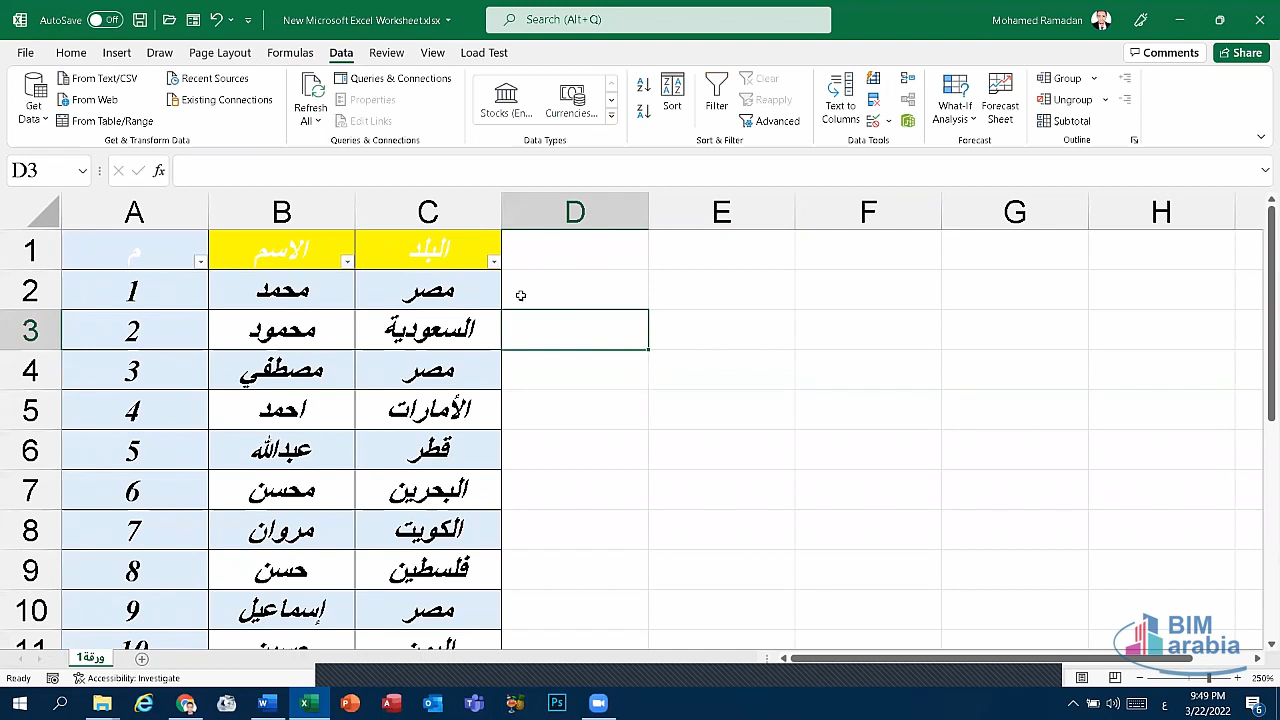 AutoSave Off New Microsoft Excel Worksheet.xlsx Search (Alt+Q) Mohamed Ramadan
File Home Insert Draw Page Layout Formulas Data Review View Load Test Comments Share
Get Data
From Text/CSV
From Web
From Table/Range
Recent Sources
Existing Connections
Get & Transform Data
Refresh All
Queries & Connections
Properties
Edit Links
Queries & Connections
Stocks (En...
Currencies...
Data Types
Sort
Filter
Clear
Reapply
Advanced
Sort & Filter
Text to Columns
Data Tools
What-If Analysis
Forecast Sheet
Forecast
Group
Ungroup
Subtotal
Outline
D3 fx
A B C D E F G H
1 م الاسم البلد
2 1 محمد مصر
3 2 محمود السعودية
4 3 مصطفي مصر
5 4 احمد الأمارات
6 5 عبدالله قطر
7 6 محسن البحرين
8 7 مروان الكويت
9 8 حسن فلسطين
10 9 إسماعيل مصر
11 10 حسين اليمن
BIM
arabia
ورقة1
Ready Accessibility: Investigate 250%
9:49 PM
3/22/2022
ع
6